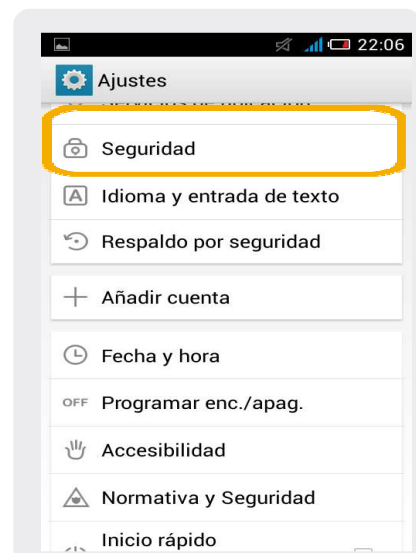 22:06
Ajustes
Seguridad
A Idioma y entrada de texto
Respaldo por seguridad
Añadir cuenta
Fecha y hora
OFF Programar enc./apag.
Accesibilidad
Normativa y Seguridad
Inicio rápido